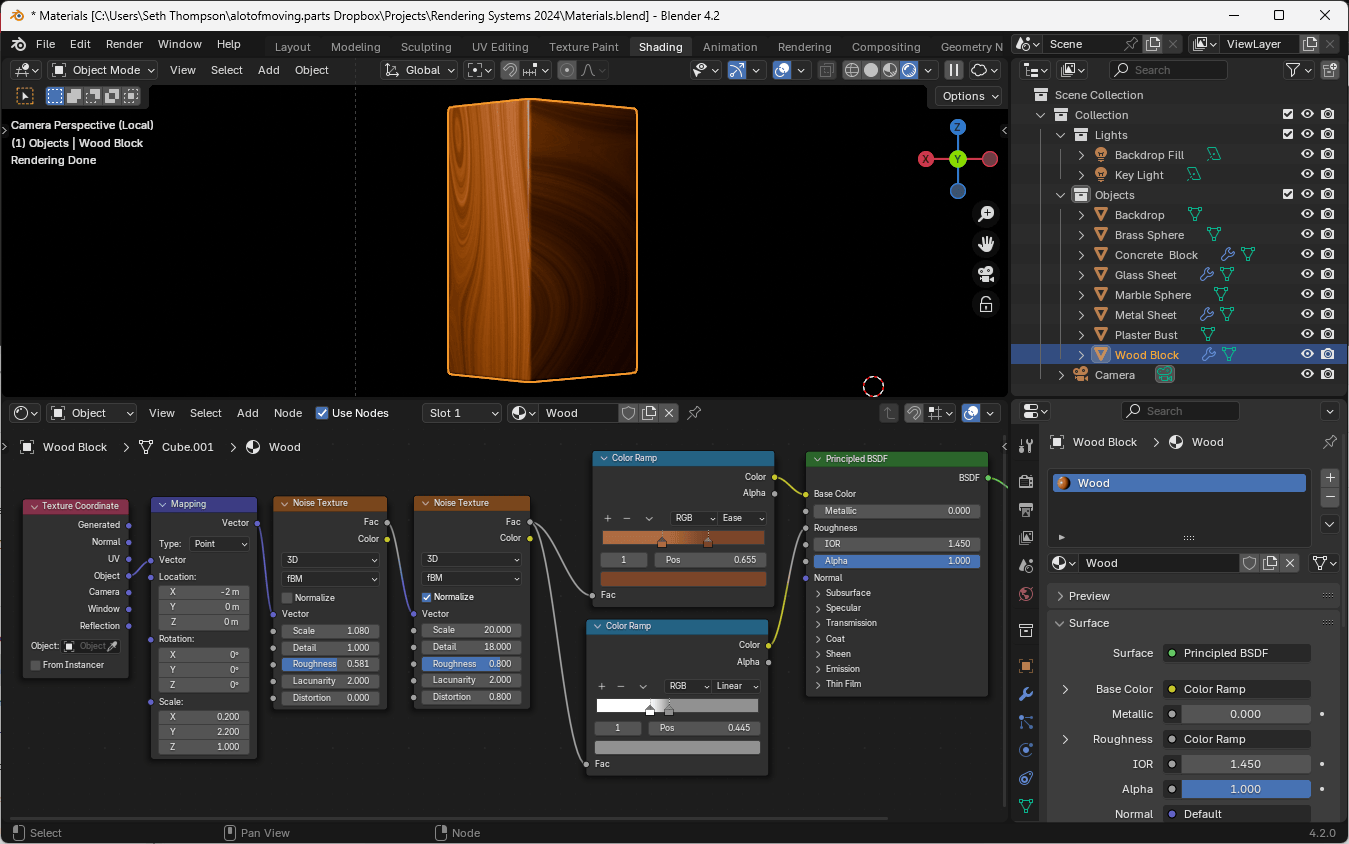 * Materials [C:\Users\Seth Thompson\alotofmoving.parts Dropbox\Projects\Rendering Systems 2024\Materials.blend] - Blender 4.2
File Edit Render Window Help Layout Modeling Sculpting UV Editing Texture Paint Shading Animation Rendering Compositing Geometry N Scene ViewLayer
Object Mode View Select Add Object Global
Options
Camera Perspective (Local)
(1) Objects | Wood Block
Rendering Done
Z
X Y
Search
Scene Collection
Collection
Lights
Backdrop Fill
Key Light
Objects
Backdrop
Brass Sphere
Concrete Block
Glass Sheet
Marble Sphere
Metal Sheet
Plaster Bust
Wood Block
Camera
Object View Select Add Node Use Nodes Slot 1 Wood
Wood Block > Cube.001 > Wood
Texture Coordinate
Generated
Normal
UV
Object
Camera
Window
Reflection
Object: Object
From Instancer
Mapping
Vector
Type: Point
Vector
Location:
X -2 m
Y 0 m
Z 0 m
Rotation:
X 0°
Y 0°
Z 0°
Scale:
X 0.200
Y 2.200
Z 1.000
Noise Texture
Fac
Color
3D
fBM
Normalize
Vector
Scale 1.080
Detail 1.000
Roughness 0.581
Lacunarity 2.000
Distortion 0.000
Noise Texture
Fac
Color
3D
fBM
Normalize
Vector
Scale 20.000
Detail 18.000
Roughness 0.800
Lacunarity 2.000
Distortion 0.800
Color Ramp
Color
Alpha
+ − RGB Ease
1 Pos 0.655
Fac
Color Ramp
Color
Alpha
+ − RGB Linear
1 Pos 0.445
Fac
Principled BSDF
BSDF
Base Color
Metallic 0.000
Roughness
IOR 1.450
Alpha 1.000
Normal
Subsurface
Specular
Transmission
Coat
Sheen
Emission
Thin Film
Search
Wood Block > Wood
Wood
Wood
Preview
Surface
Surface Principled BSDF
Base Color Color Ramp
Metallic 0.000
Roughness Color Ramp
IOR 1.450
Alpha 1.000
Normal Default
Select Pan View Node 4.2.0